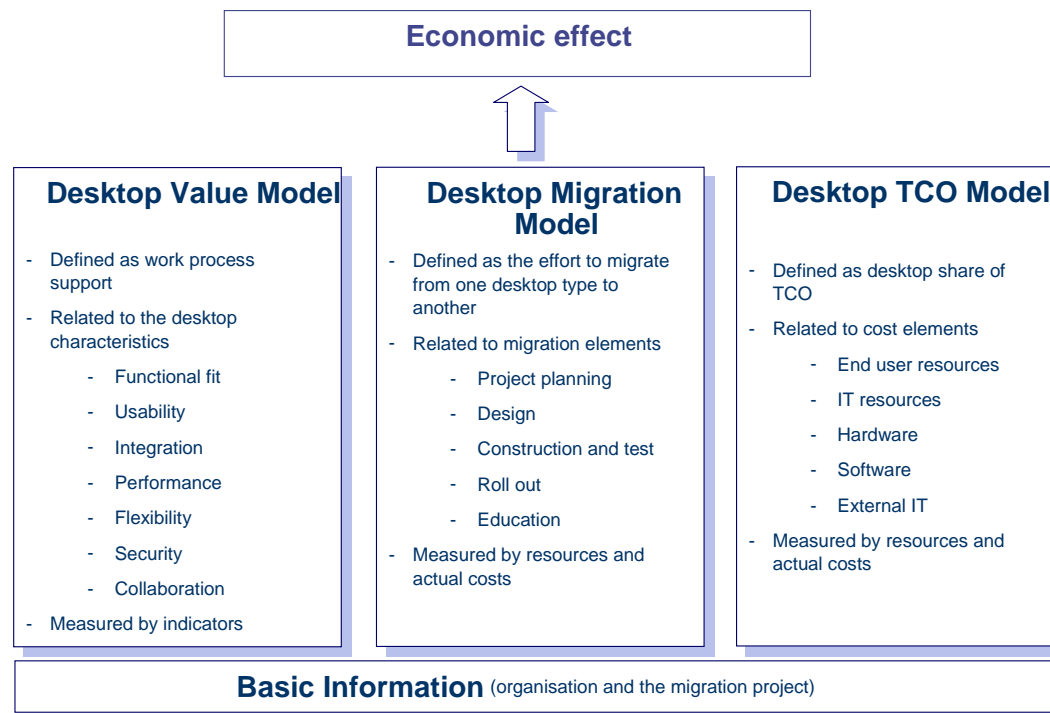 Economic effect
Desktop Value Model
- Defined as work process
support
- Related to the desktop
characteristics
- Functional fit
- Usability
- Integration
- Performance
- Flexibility
- Security
- Collaboration
- Measured by indicators
Desktop Migration
Model
- Defined as the effort to migrate
from one desktop type to
another
- Related to migration elements
- Project planning
- Design
- Construction and test
- Roll out
- Education
- Measured by resources and
actual costs
Desktop TCO Model
- Defined as desktop share of
TCO
- Related to cost elements
- End user resources
- IT resources
- Hardware
- Software
- External IT
- Measured by resources and
actual costs
Basic Information (organisation and the migration project)